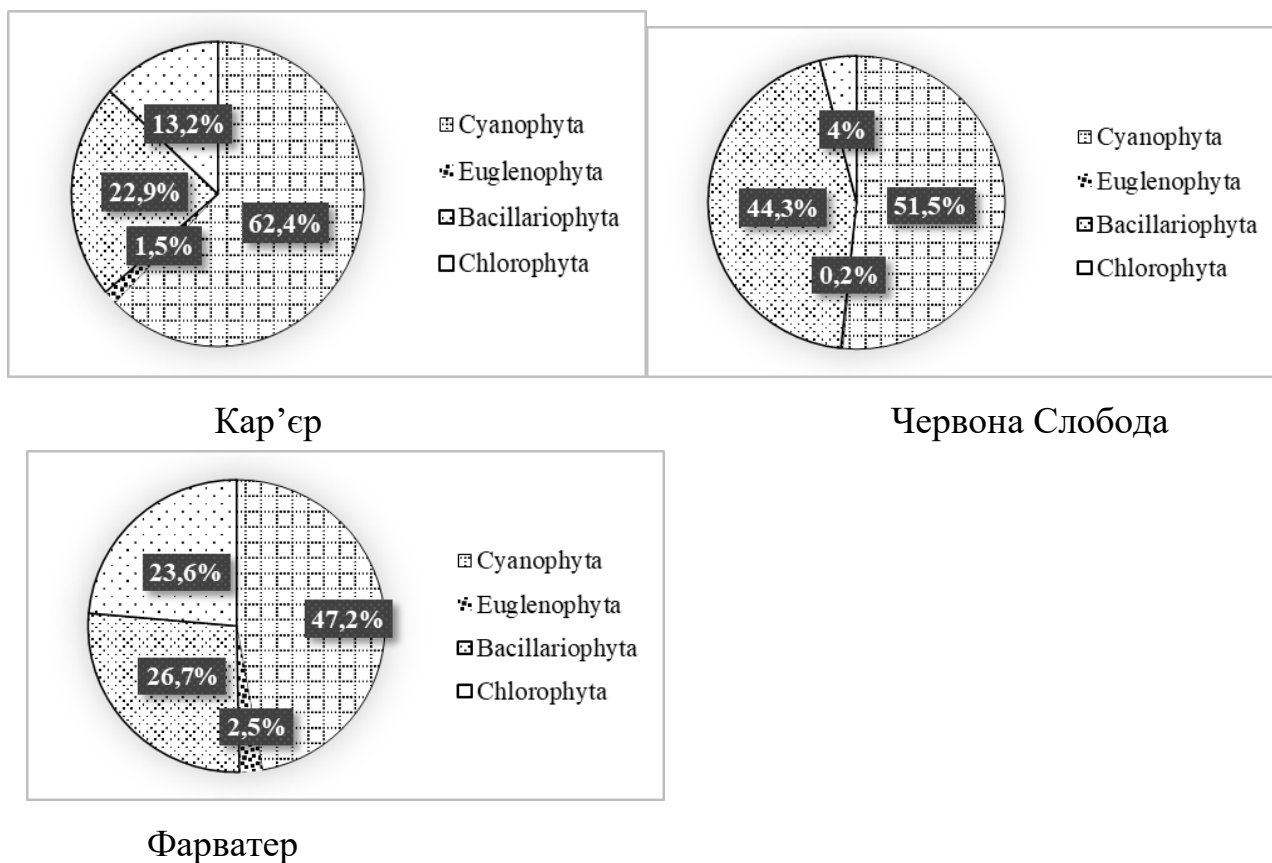 13,2%
22,9%
1,5%
62,4%
Cyanophyta
Euglenophyta
Bacillariophyta
Chlorophyta
Кар’єр
4%
44,3%
51,5%
0,2%
Cyanophyta
Euglenophyta
Bacillariophyta
Chlorophyta
Червона Слобода
23,6%
47,2%
26,7%
2,5%
Cyanophyta
Euglenophyta
Bacillariophyta
Chlorophyta
Фарватер